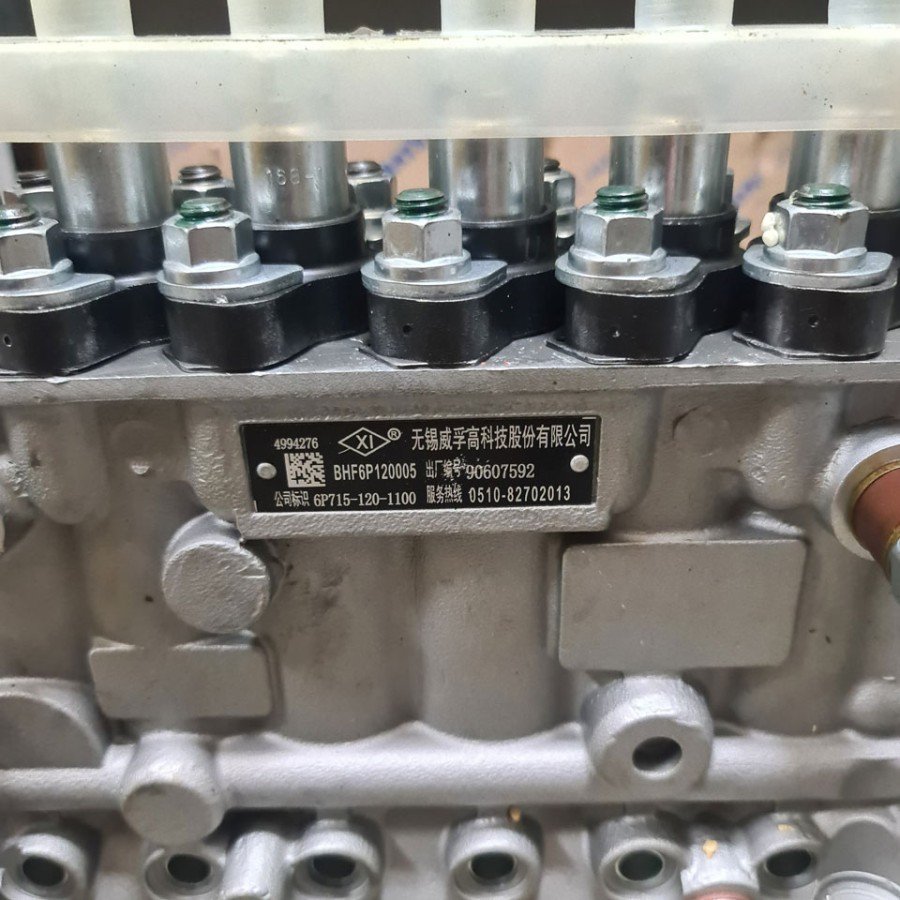 4994276 XI® 无锡威孚高科技股份有限公司
BHF6P120005 出厂编号 90607592
公司标识 6P715-120-1100 服务热线 0510-82702013